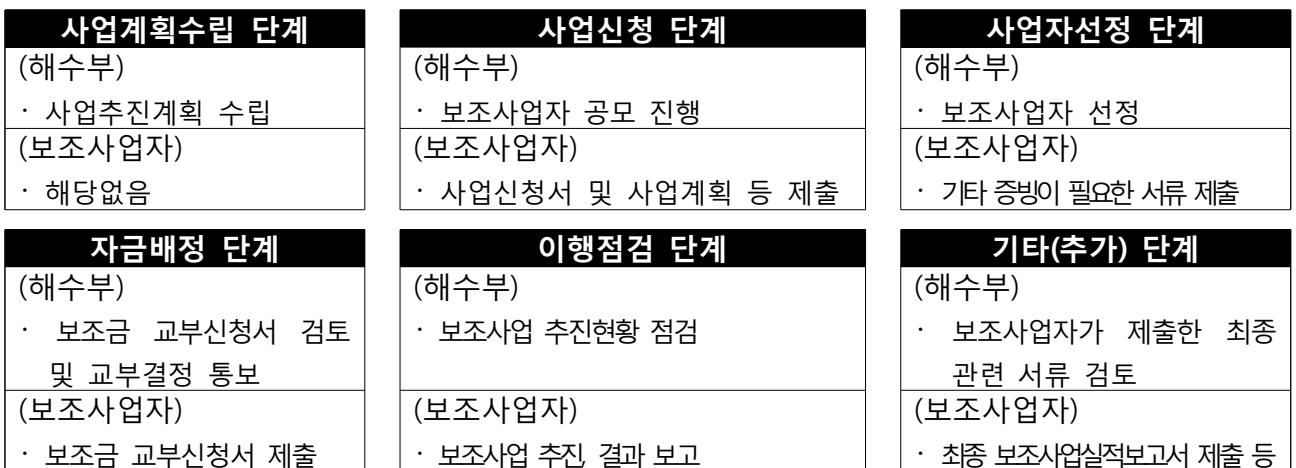 사업계획수립 단계
(해수부)
· 사업추진계획 수립
(보조사업자)
· 해당없음
사업신청 단계
(해수부)
· 보조사업자 공모 진행
(보조사업자)
· 사업신청서 및 사업계획 등 제출
사업자선정 단계
(해수부)
· 보조사업자 선정
(보조사업자)
· 기타 증빙이 필요한 서류 제출
자금배정 단계
(해수부)
· 보조금 교부신청서 검토
및 교부결정 통보
(보조사업자)
· 보조금 교부신청서 제출
이행점검 단계
(해수부)
· 보조사업 추진현황 점검
(보조사업자)
· 보조사업 추진, 결과 보고
기타(추가) 단계
(해수부)
· 보조사업자가 제출한 최종
관련 서류 검토
(보조사업자)
· 최종 보조사업실적보고서 제출 등